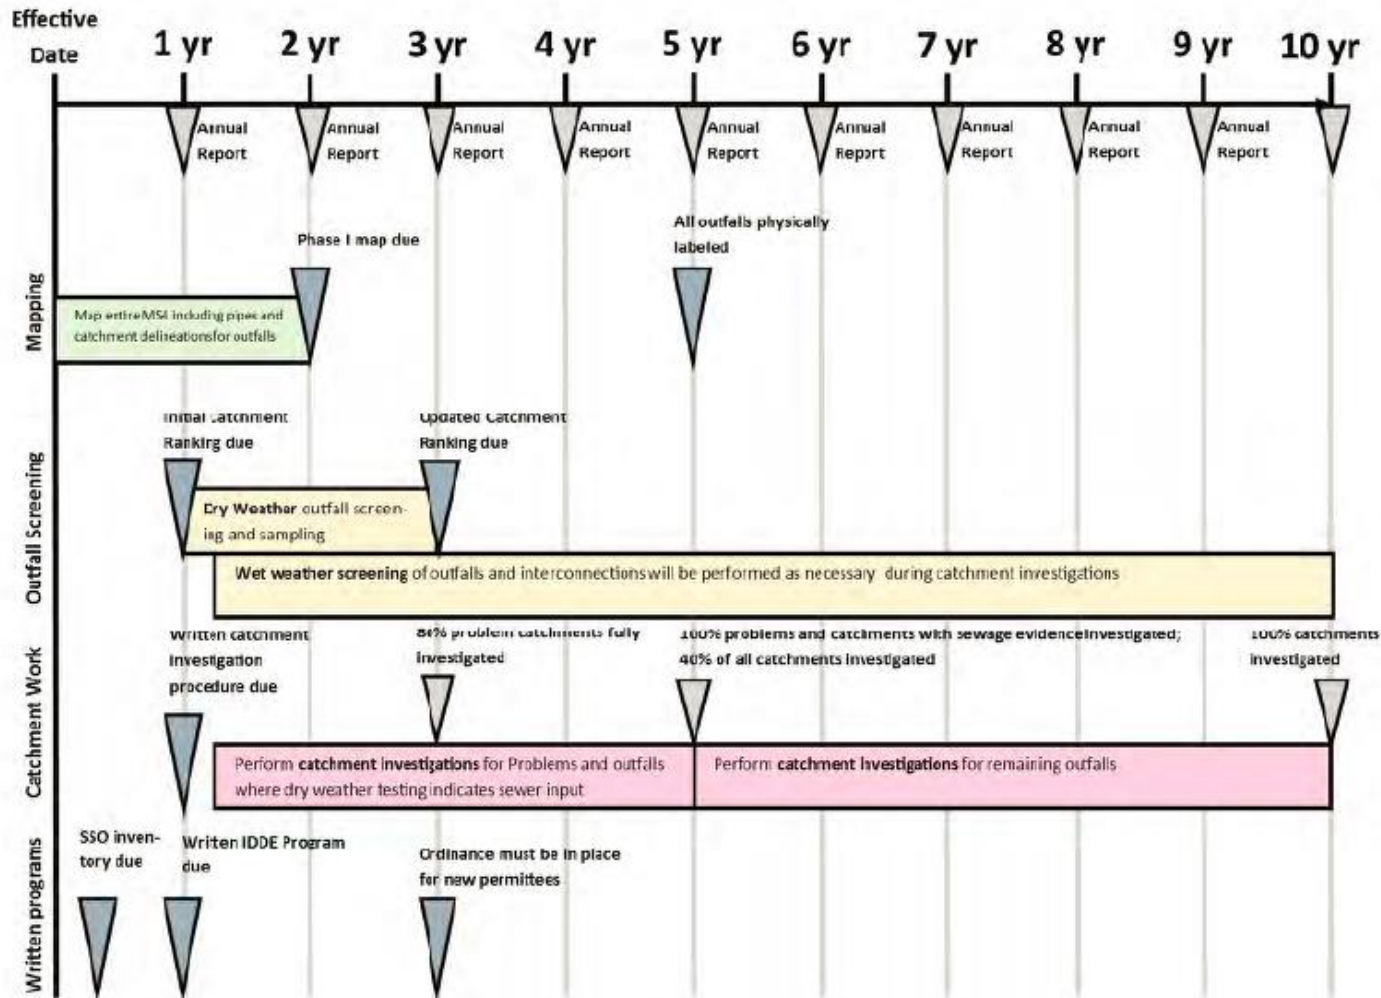 Effective
Date
1 yr
2 yr
3 yr
4 yr
5 yr
6 yr
7 yr
8 yr
9 yr
10 yr
Annual
Report
Annual
Report
Annual
Report
Annual
Report
Annual
Report
Annual
Report
Annual
Report
Annual
Report
Annual
Report
Mapping
Phase I map due
All outfalls physically
labeled
Map entire MS4 including pipes and
catchment delineations for outfalls
Outfall Screening
Initial Catchment
Ranking due
Updated Catchment
Ranking due
Dry Weather outfall screen-
ing and sampling
Wet weather screening of outfalls and interconnections will be performed as necessary during catchment investigations
Catchment Work
Written catchment
investigation
procedure due
problem catchments fully
investigated
100% problems and catchments with sewage evidence investigated;
40% of all catchments investigated
100% catchments
investigated
Perform catchment investigations for Problems and outfalls
where dry weather testing indicates sewer input
Perform catchment investigations for remaining outfalls
Written programs
SSO inven-
tory due
Written IDDE Program
due
Ordinance must be in place
for new permittees